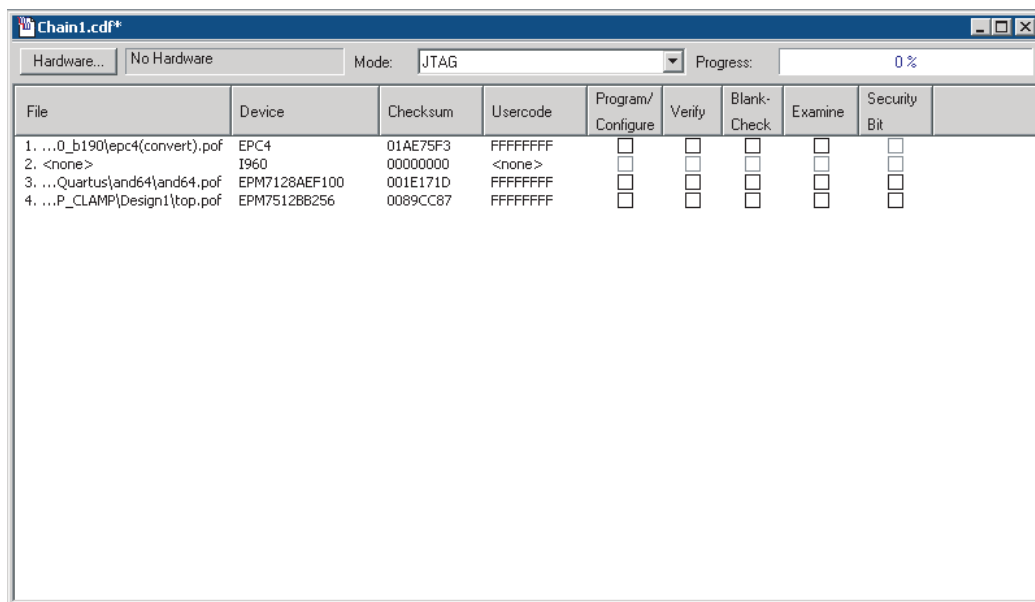 Chain1.cdf*
Hardware... No Hardware Mode: JTAG Progress: 0 %
File Device Checksum Usercode Program/ Configure Verify Blank- Check Examine Security Bit
1. ...0_b190\epc4(convert).pof EPC4 01AE75F3 FFFFFFFF
2. <none> I960 00000000 <none>
3. ...Quartus\and64\and64.pof EPM7128AEF100 001E171D FFFFFFFF
4. ...P_CLAMP\Design1\top.pof EPM7512BB256 0089CC87 FFFFFFFF